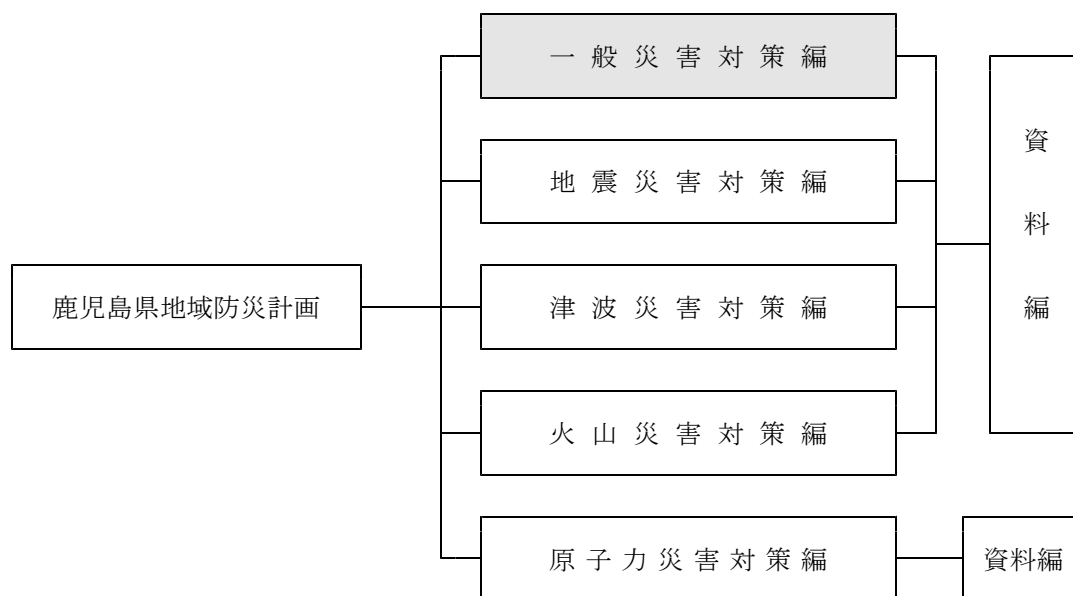 一般災害対策編
地震災害対策編
鹿児島県地域防災計画
津波災害対策編
火山災害対策編
原子力災害対策編
資料編
資料編